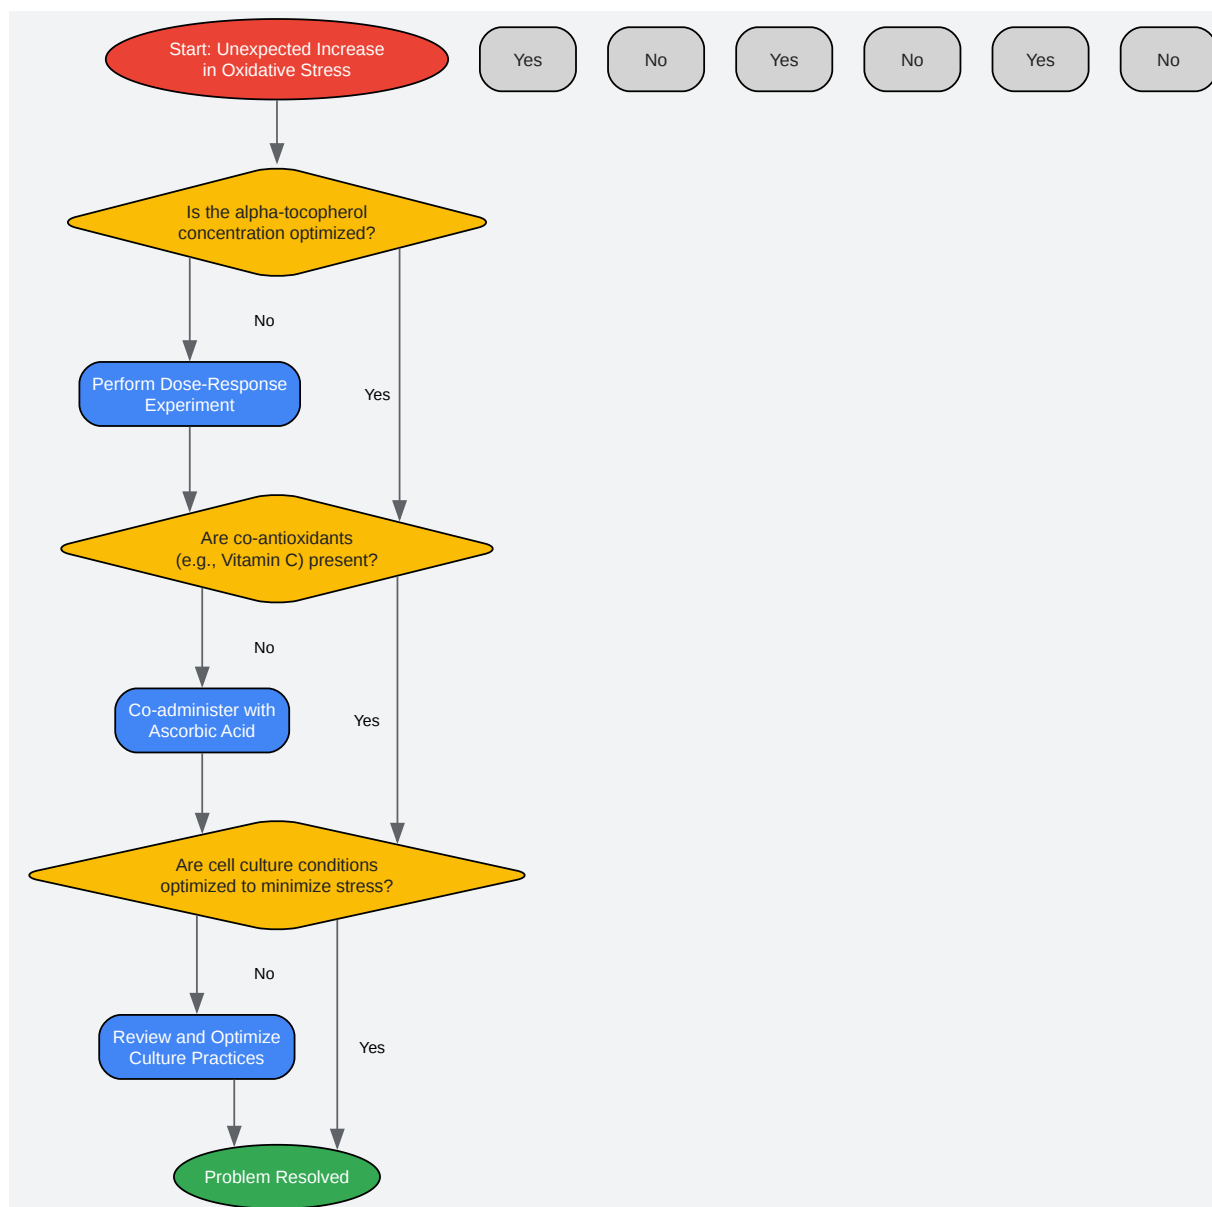 Start: Unexpected Increase
in Oxidative Stress
Yes
No
Yes
No
Yes
No
Is the alpha-tocopherol
concentration optimized?
No
Perform Dose-Response
Experiment
Yes
Are co-antioxidants
(e.g., Vitamin C) present?
No
Co-administer with
Ascorbic Acid
Yes
Are cell culture conditions
optimized to minimize stress?
No
Review and Optimize
Culture Practices
Yes
Problem Resolved